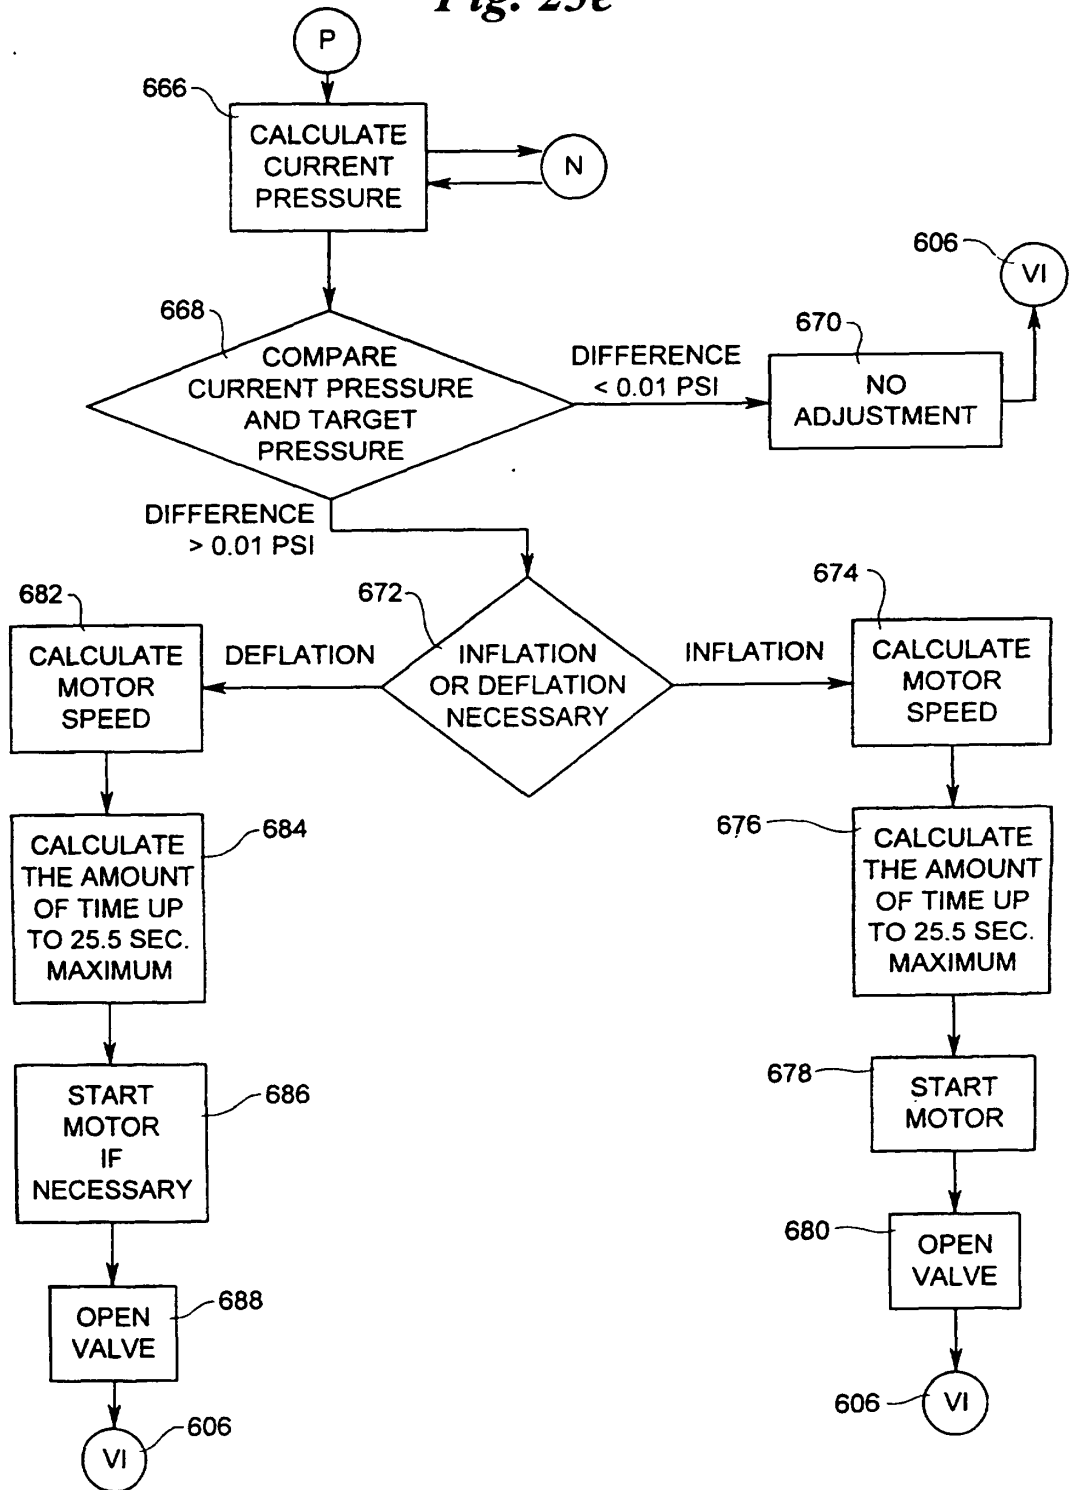 P
666
CALCULATE
CURRENT
PRESSURE
N
606
VI
668
COMPARE
CURRENT PRESSURE
AND TARGET
PRESSURE
DIFFERENCE
< 0.01 PSI
670
NO
ADJUSTMENT
DIFFERENCE
> 0.01 PSI
672
INFLATION
OR DEFLATION
NECESSARY
DEFLATION
INFLATION
682
CALCULATE
MOTOR
SPEED
674
CALCULATE
MOTOR
SPEED
684
CALCULATE
THE AMOUNT
OF TIME UP
TO 25.5 SEC.
MAXIMUM
676
CALCULATE
THE AMOUNT
OF TIME UP
TO 25.5 SEC.
MAXIMUM
686
START
MOTOR
IF
NECESSARY
678
START
MOTOR
688
OPEN
VALVE
680
OPEN
VALVE
606
VI
606
VI